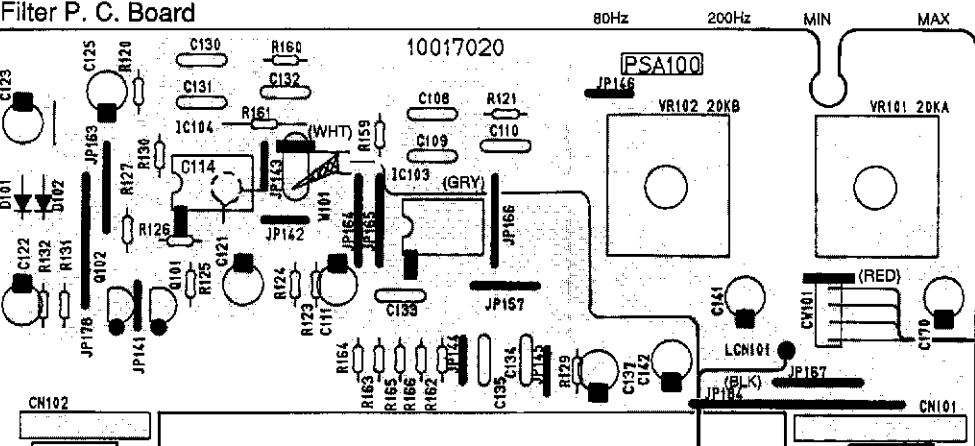 Filter P. C. Board
80Hz 200Hz MIN MAX
10017020
PSA100
C123
C125
R120
C130
R160
C131
C132
R161
IC104
(WHT)
R159
C108
R121
C109
C110
JP146
VR102 20KB
VR101 20KA
JP163
R127
R130
C114
JP143
IC103
(GRY)
D101
D102
R126
JP142
W101
JP164
JP165
JP166
C122
R132
R131
Q102
Q101
R125
C121
R124
R123
C111
C133
JP157
JP178
JP141
C141
CW101
(RED)
C170
R164
R163
R165
R166
R162
JP144
C135
C134
JP145
R129
C137
C142
LCN101
(BLK)
JP167
JP184
CN102
CN101